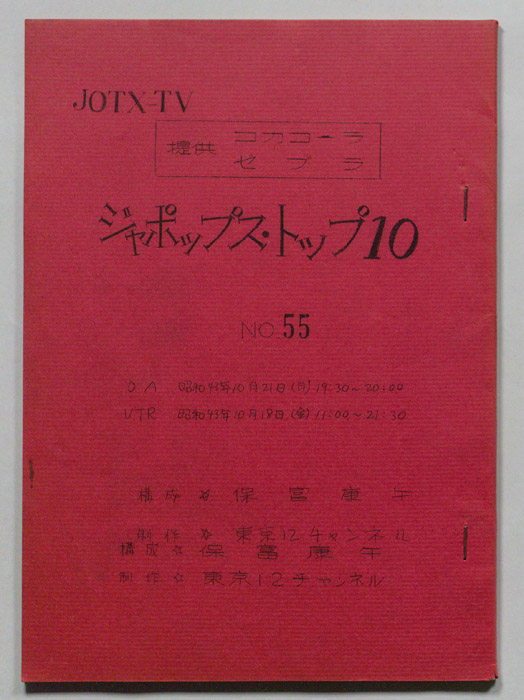 JOTX-TV
提供 コカコーラ
ゼブラ
ジャポップス・トップ10
NO.55
OA 昭和43年10月21日(月)19:30~20:00
VTR 昭和43年10月18日(金)11:00~21:30
構成☆保富康午
制作☆東京12チャンネル
構成☆保富康午
制作☆東京12チャンネル